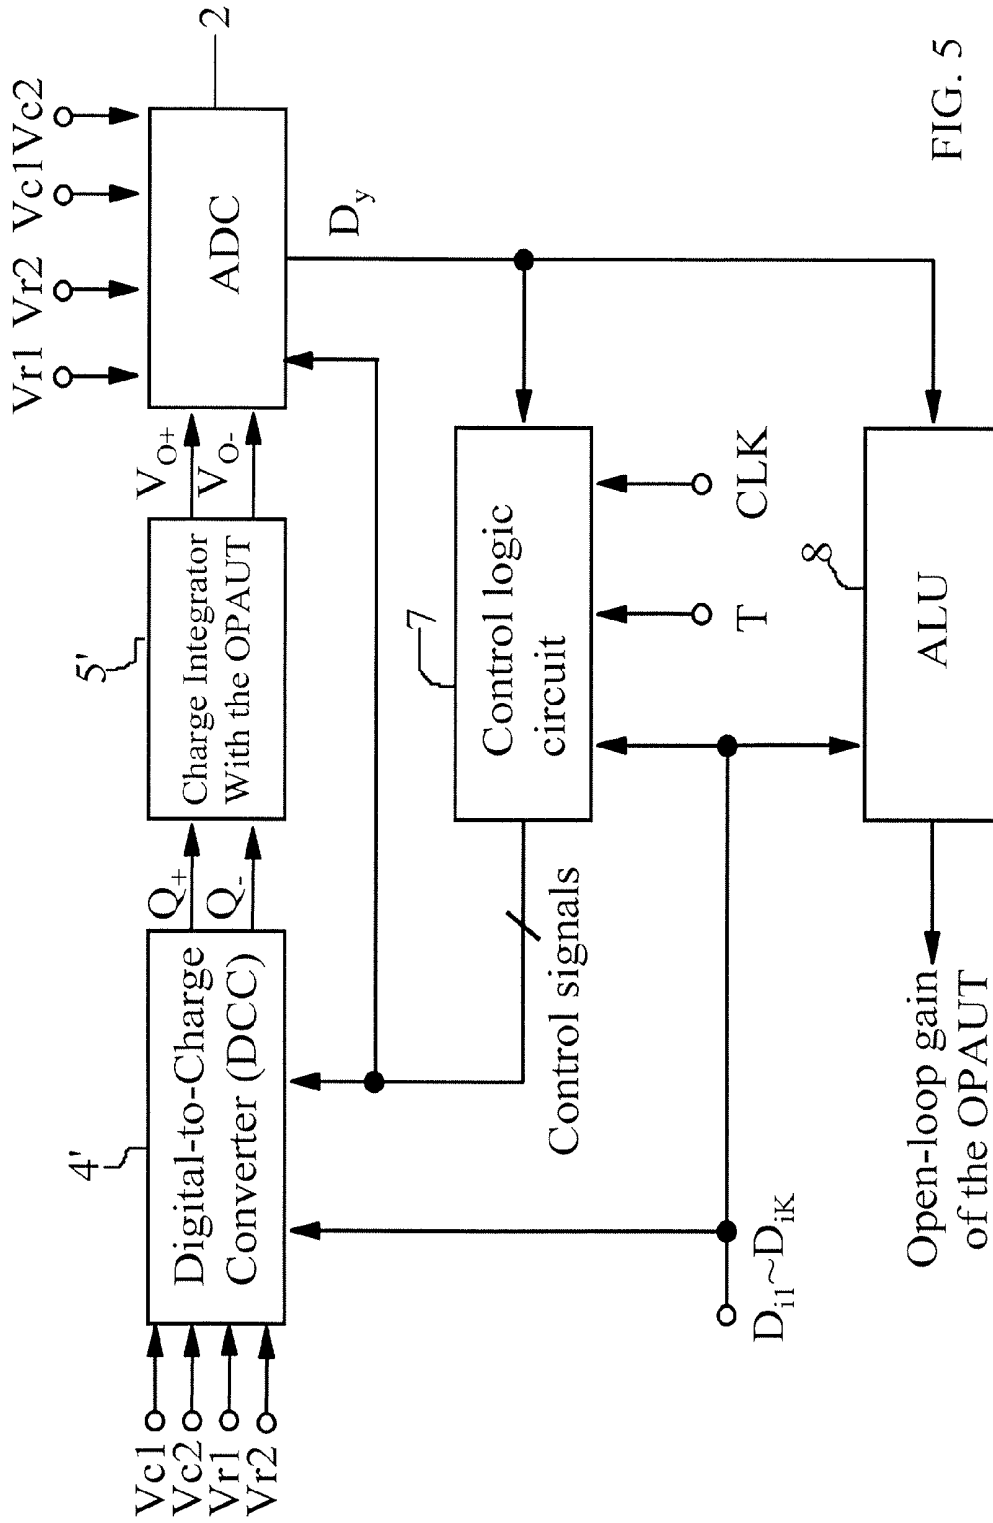 Vc1
Vc2
Vr1
Vr2
4'
Digital-to-Charge
Converter (DCC)
Q+
Q-
5'
Charge Integrator
With the OPAUT
VO+
VO-
Vr1 Vr2 Vc1 Vc2
ADC
2
Dy
Control signals
7
Control logic
circuit
T
CLK
Di1~DiK
8
ALU
Open-loop gain
of the OPAUT
FIG. 5